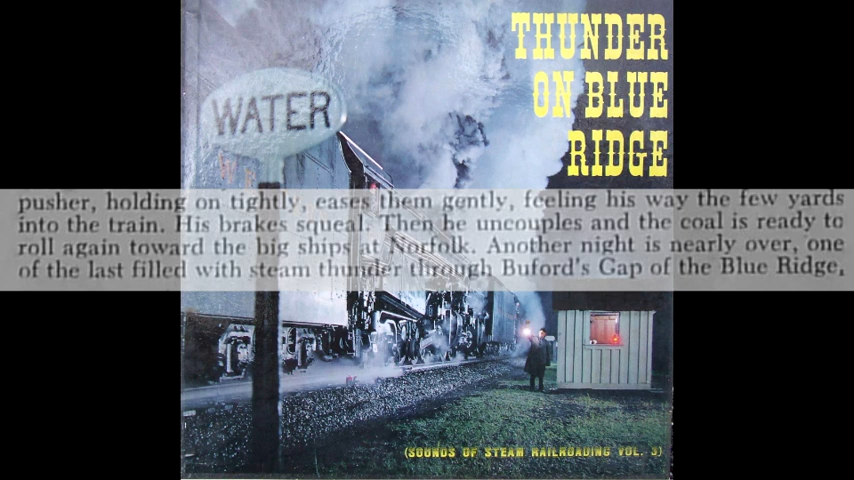 THUNDER
ON BLUE
RIDGE
WATER
pusher, holding on tightly, eases them gently, feeling his way the few yards
into the train. His brakes squeal. Then he uncouples and the coal is ready to
roll again toward the big ships at Norfolk. Another night is nearly over, one
of the last filled with steam thunder through Buford's Gap of the Blue Ridge.
(SOUNDS OF STEAM RAILROADING VOL. 3)